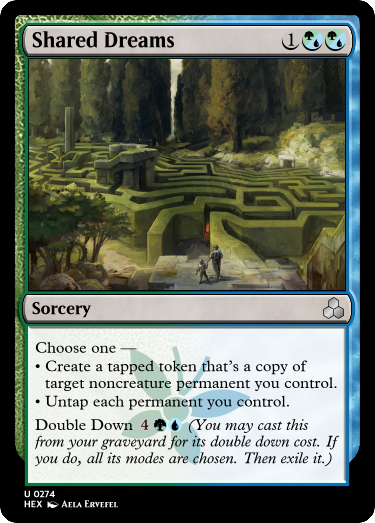 Shared Dreams 1
Sorcery
Choose one —
• Create a tapped token that's a copy of
target noncreature permanent you control.
• Untap each permanent you control.
Double Down 4 (You may cast this
from your graveyard for its double down cost. If
you do, all its modes are chosen. Then exile it.)
U 0274
HEX Aela Ervefel